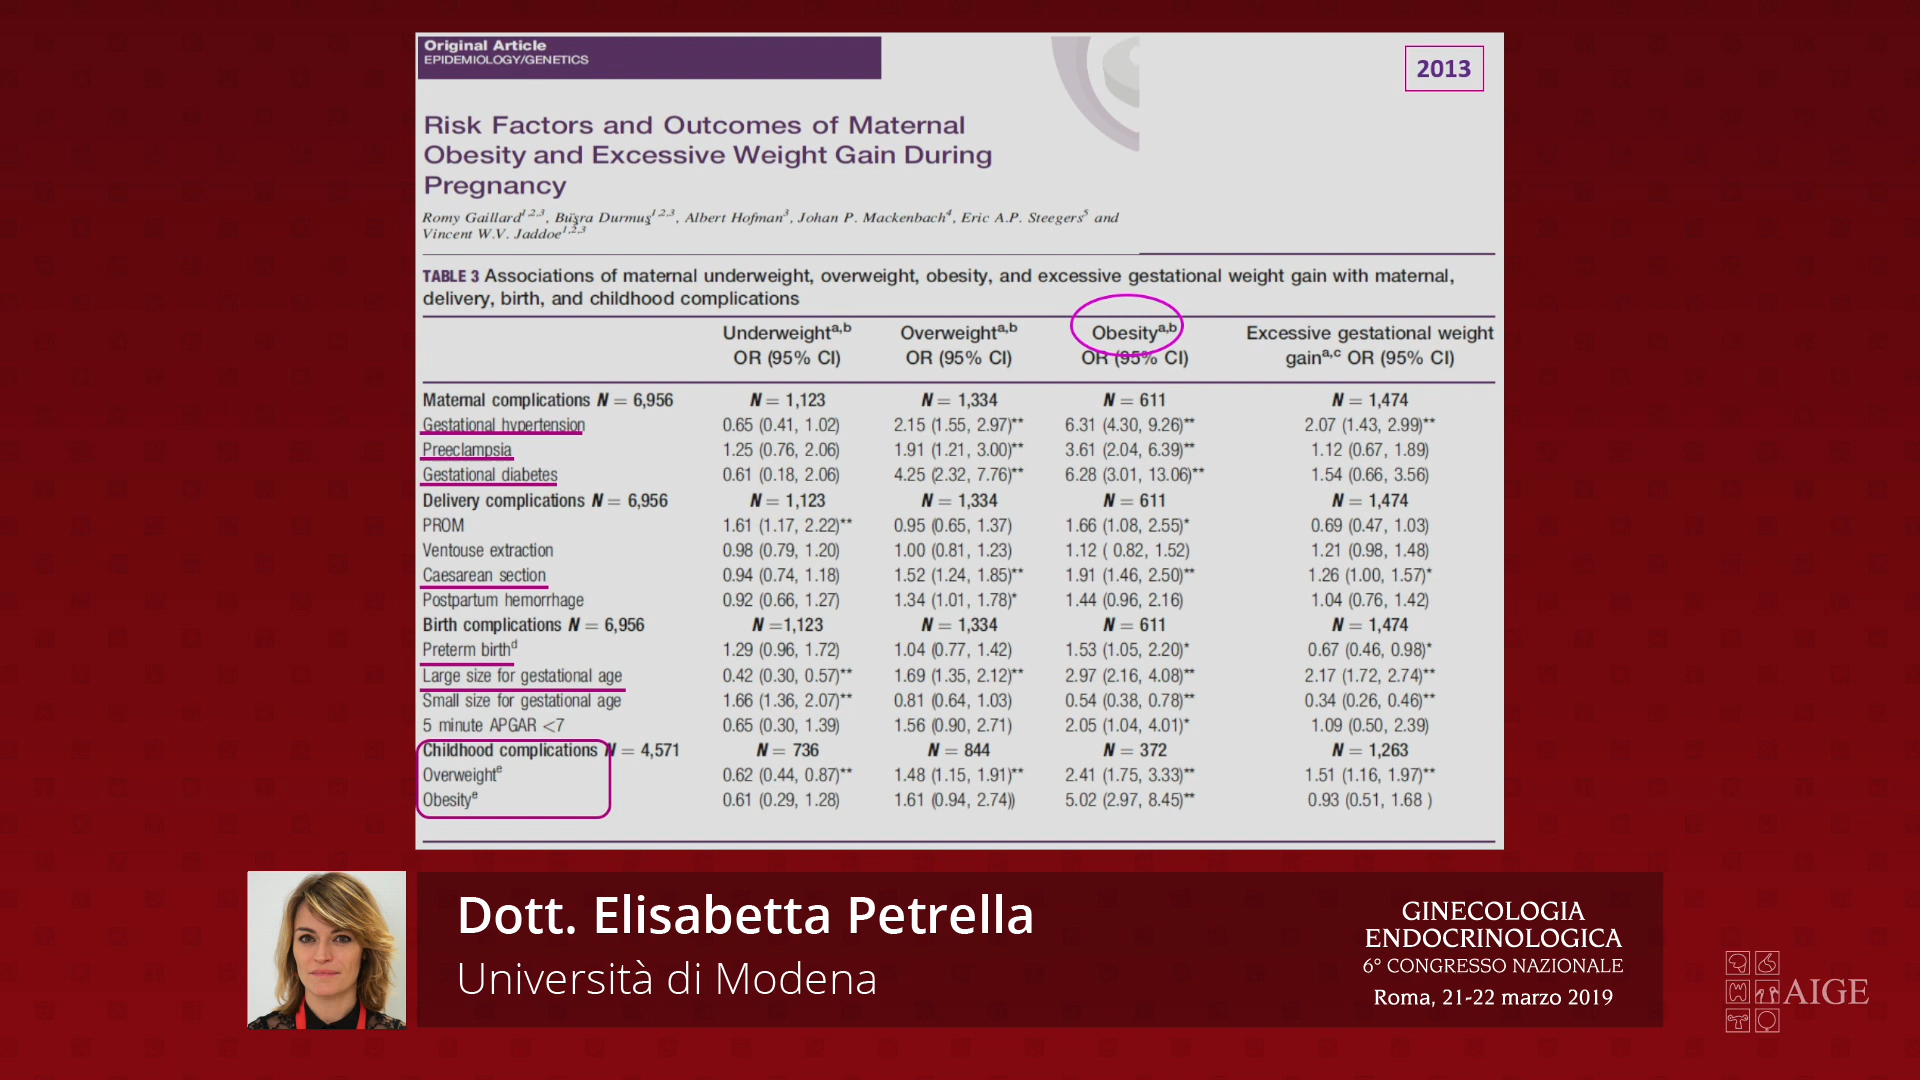 Original Article
EPIDEMIOLOGY/GENETICS
2013
Risk Factors and Outcomes of Maternal
Obesity and Excessive Weight Gain During
Pregnancy
Romy Gaillard1,2,3, Büşra Durmuş1,2,3, Albert Hofman3, Johan P. Mackenbach4, Eric A.P. Steegers5 and
Vincent W.V. Jaddoe1,2,3
TABLE 3 Associations of maternal underweight, overweight, obesity, and excessive gestational weight gain with maternal,
delivery, birth, and childhood complications
Underweighta,b Overweighta,b Obesitya,b Excessive gestational weight
OR (95% CI) OR (95% CI) OR (95% CI) gaina,c OR (95% CI)
Maternal complications N = 6,956 N = 1,123 N = 1,334 N = 611 N = 1,474
Gestational hypertension 0.65 (0.41, 1.02) 2.15 (1.55, 2.97)** 6.31 (4.30, 9.26)** 2.07 (1.43, 2.99)**
Preeclampsia 1.25 (0.76, 2.06) 1.91 (1.21, 3.00)** 3.61 (2.04, 6.39)** 1.12 (0.67, 1.89)
Gestational diabetes 0.61 (0.18, 2.06) 4.25 (2.32, 7.76)** 6.28 (3.01, 13.06)** 1.54 (0.66, 3.56)
Delivery complications N = 6,956 N = 1,123 N = 1,334 N = 611 N = 1,474
PROM 1.61 (1.17, 2.22)** 0.95 (0.65, 1.37) 1.66 (1.08, 2.55)* 0.69 (0.47, 1.03)
Ventouse extraction 0.98 (0.79, 1.20) 1.00 (0.81, 1.23) 1.12 ( 0.82, 1.52) 1.21 (0.98, 1.48)
Caesarean section 0.94 (0.74, 1.18) 1.52 (1.24, 1.85)** 1.91 (1.46, 2.50)** 1.26 (1.00, 1.57)*
Postpartum hemorrhage 0.92 (0.66, 1.27) 1.34 (1.01, 1.78)* 1.44 (0.96, 2.16) 1.04 (0.76, 1.42)
Birth complications N = 6,956 N =1,123 N = 1,334 N = 611 N = 1,474
Preterm birthd 1.29 (0.96, 1.72) 1.04 (0.77, 1.42) 1.53 (1.05, 2.20)* 0.67 (0.46, 0.98)*
Large size for gestational age 0.42 (0.30, 0.57)** 1.69 (1.35, 2.12)** 2.97 (2.16, 4.08)** 2.17 (1.72, 2.74)**
Small size for gestational age 1.66 (1.36, 2.07)** 0.81 (0.64, 1.03) 0.54 (0.38, 0.78)** 0.34 (0.26, 0.46)**
5 minute APGAR <7 0.65 (0.30, 1.39) 1.56 (0.90, 2.71) 2.05 (1.04, 4.01)* 1.09 (0.50, 2.39)
Childhood complications N = 4,571 N = 736 N = 844 N = 372 N = 1,263
Overweighte 0.62 (0.44, 0.87)** 1.48 (1.15, 1.91)** 2.41 (1.75, 3.33)** 1.51 (1.16, 1.97)**
Obesitye 0.61 (0.29, 1.28) 1.61 (0.94, 2.74)) 5.02 (2.97, 8.45)** 0.93 (0.51, 1.68 )
Dott. Elisabetta Petrella
Università di Modena
GINECOLOGIA
ENDOCRINOLOGICA
6° CONGRESSO NAZIONALE
Roma, 21-22 marzo 2019
AIGE